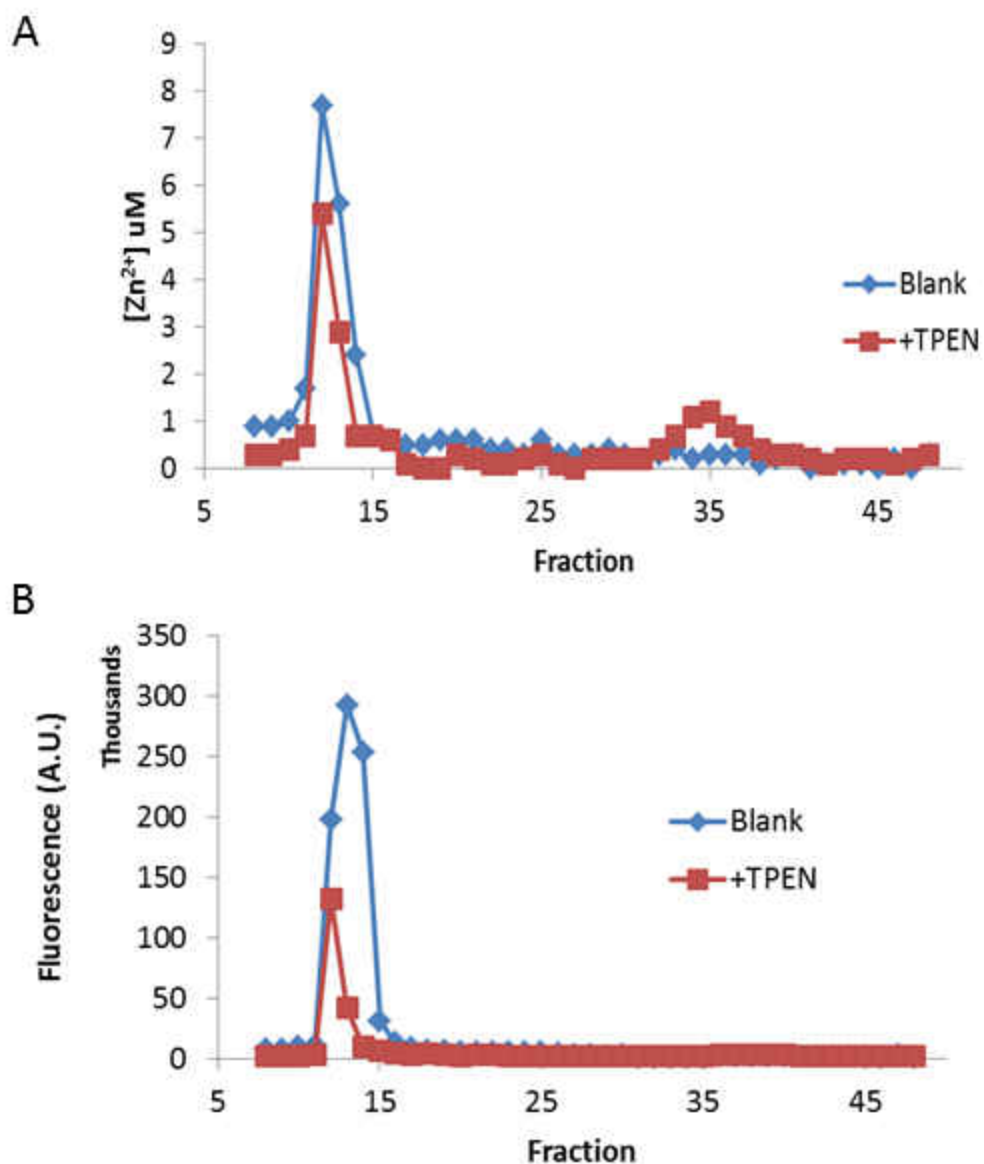 A
9
8
7
6
5
4
3
2
1
0
[Zn²⁺] uM
5 15 25 35 45
Fraction
Blank
+TPEN
B
350
300
250
200
150
100
50
0
Thousands
Fluorescence (A.U.)
5 15 25 35 45
Fraction
Blank
+TPEN